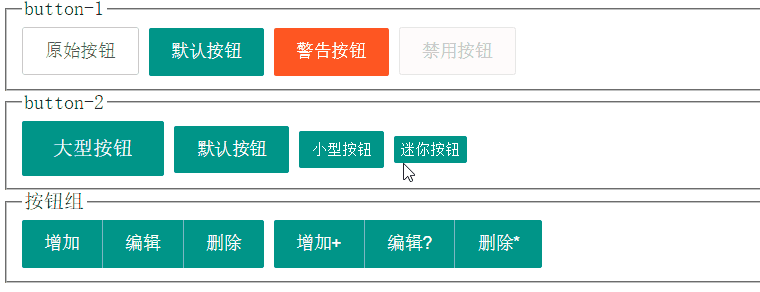 button-1
原始按钮 默认按钮 警告按钮 禁用按钮
button-2
大型按钮 默认按钮 小型按钮 迷你按钮
按钮组
增加 编辑 删除 增加+ 编辑? 删除*